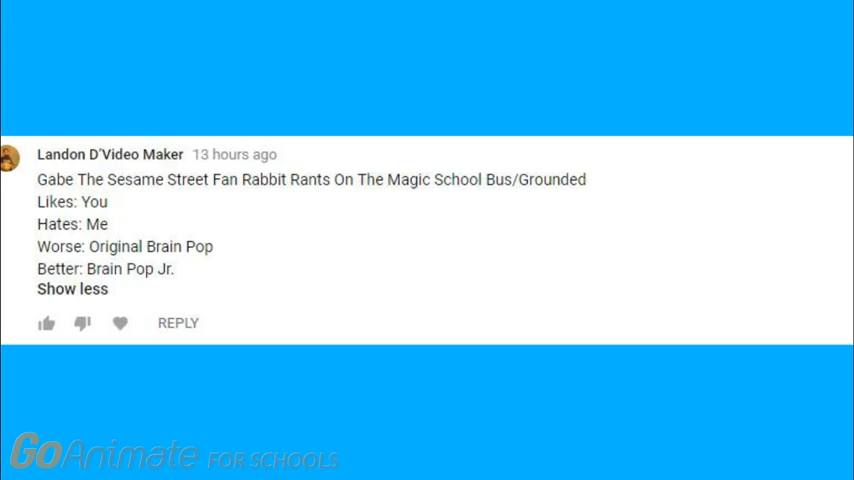 Landon D'Video Maker 13 hours ago
Gabe The Sesame Street Fan Rabbit Rants On The Magic School Bus/Grounded
Likes: You
Hates: Me
Worse: Original Brain Pop
Better: Brain Pop Jr.
Show less
REPLY
GoAnimate FOR SCHOOLS